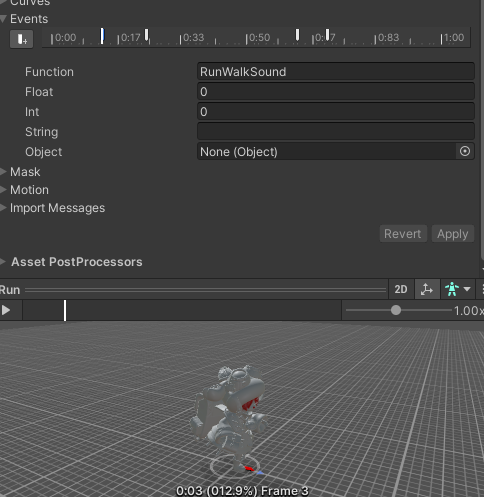 Curves
Events
0:00 0:17 0:33 0:50 0:83 1:00
Function RunWalkSound
Float 0
Int 0
String
Object None (Object)
Mask
Motion
Import Messages
Revert Apply
Asset PostProcessors
Run 2D
1.00x
0:03 (012.9%) Frame 3